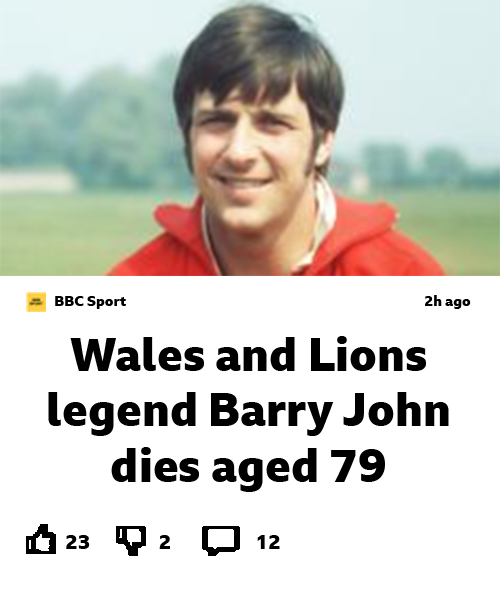 BBC Sport
2h ago
Wales and Lions
legend Barry John
dies aged 79
23
2
12